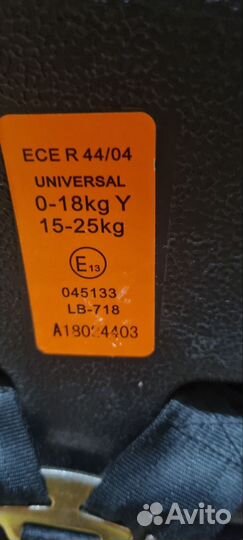 ECE R 44/04
UNIVERSAL
0-18kg Y
15-25kg
E13
045133
LB-718
A18024403
Avito